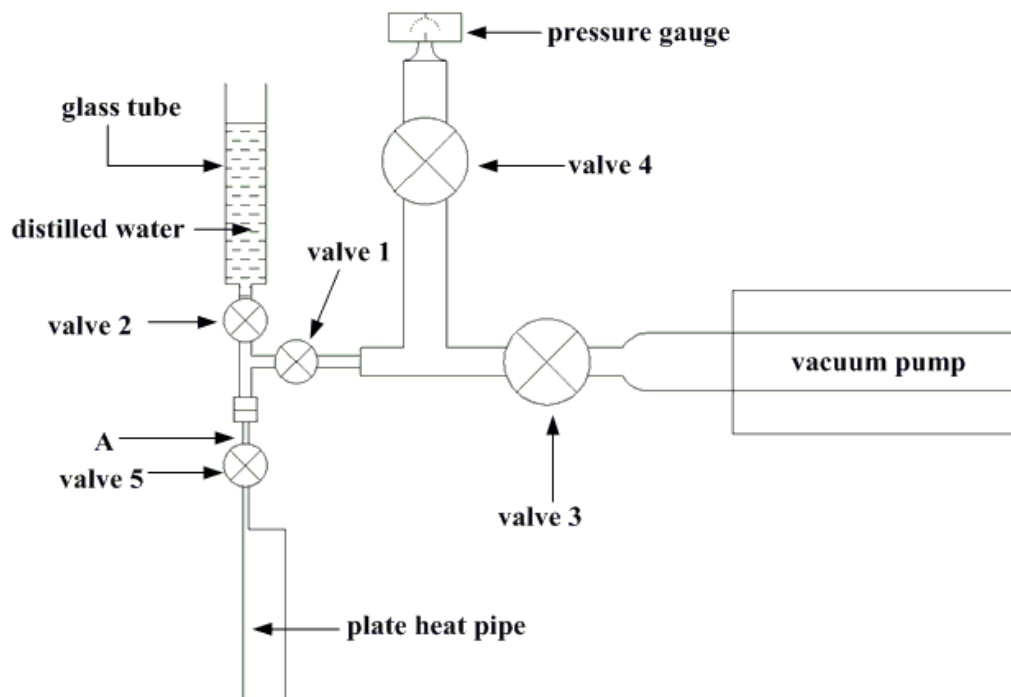 pressure gauge
glass tube
valve 4
distilled water
valve 1
valve 2
vacuum pump
A
valve 5
valve 3
plate heat pipe